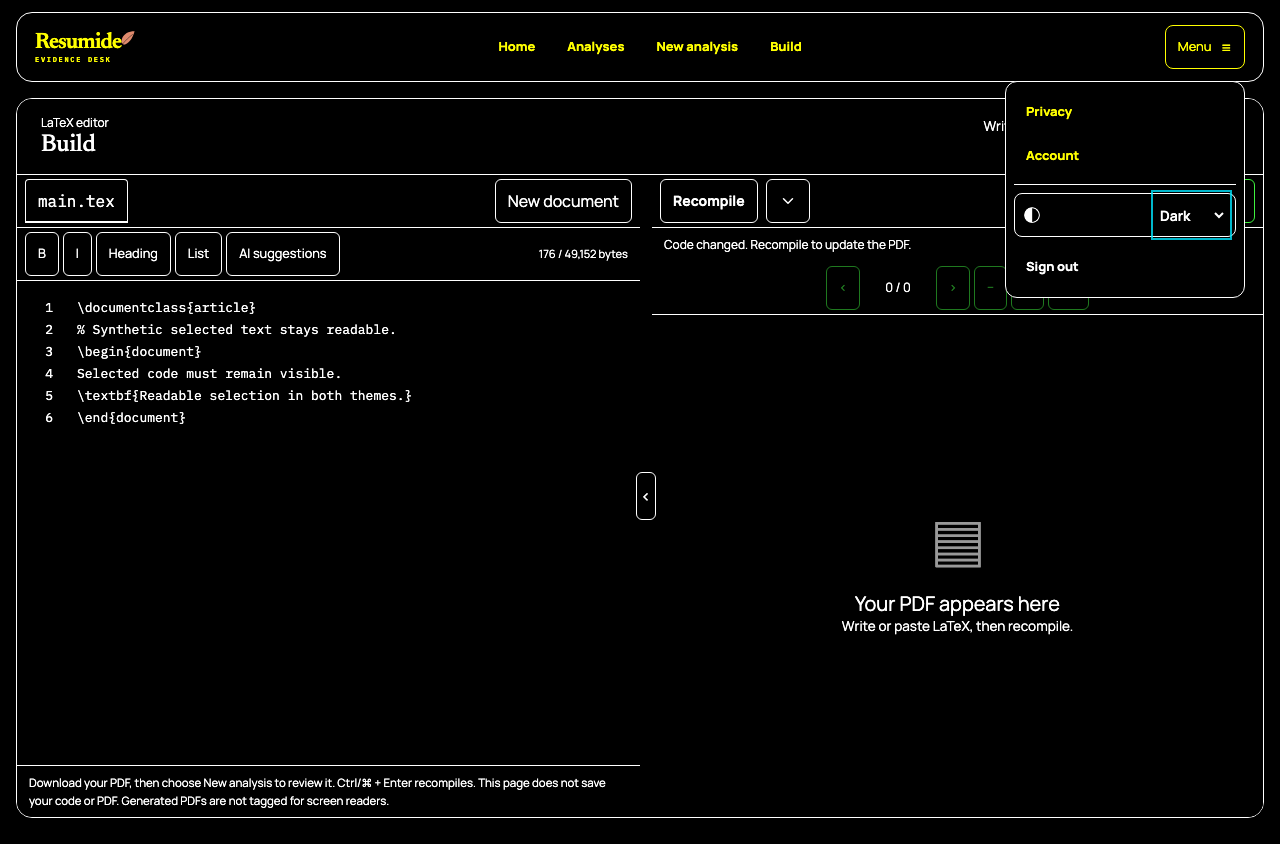 Resumide
EVIDENCE DESK
Home
Analyses
New analysis
Build
Menu
Privacy
Account
Dark
Sign out
LaTeX editor
Build
main.tex
New document
Recompile
B
I
Heading
List
AI suggestions
176 / 49,152 bytes
Code changed. Recompile to update the PDF.
0 / 0
1 \documentclass{article}
2 % Synthetic selected text stays readable.
3 \begin{document}
4 Selected code must remain visible.
5 \textbf{Readable selection in both themes.}
6 \end{document}
Your PDF appears here
Write or paste LaTeX, then recompile.
Download your PDF, then choose New analysis to review it. Ctrl/⌘ + Enter recompiles. This page does not save
your code or PDF. Generated PDFs are not tagged for screen readers.